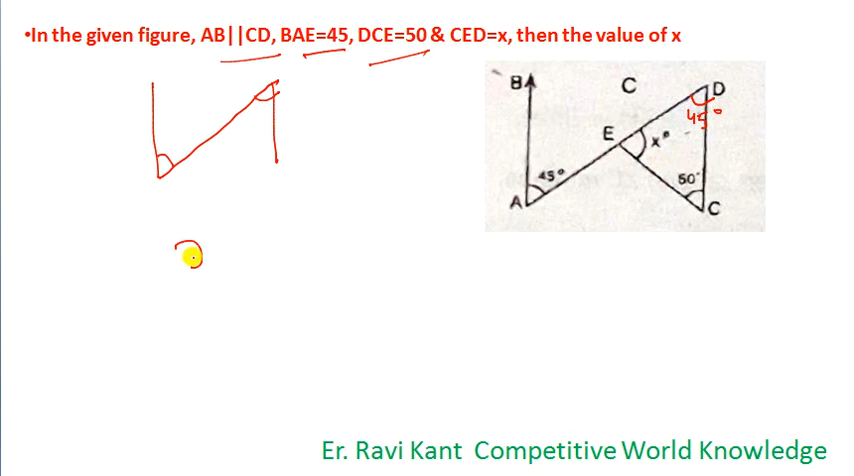 •In the given figure, AB||CD, BAE=45, DCE=50 & CED=x, then the value of x
B C D
45°
E x°
45° 50°
A C
Er. Ravi Kant Competitive World Knowledge